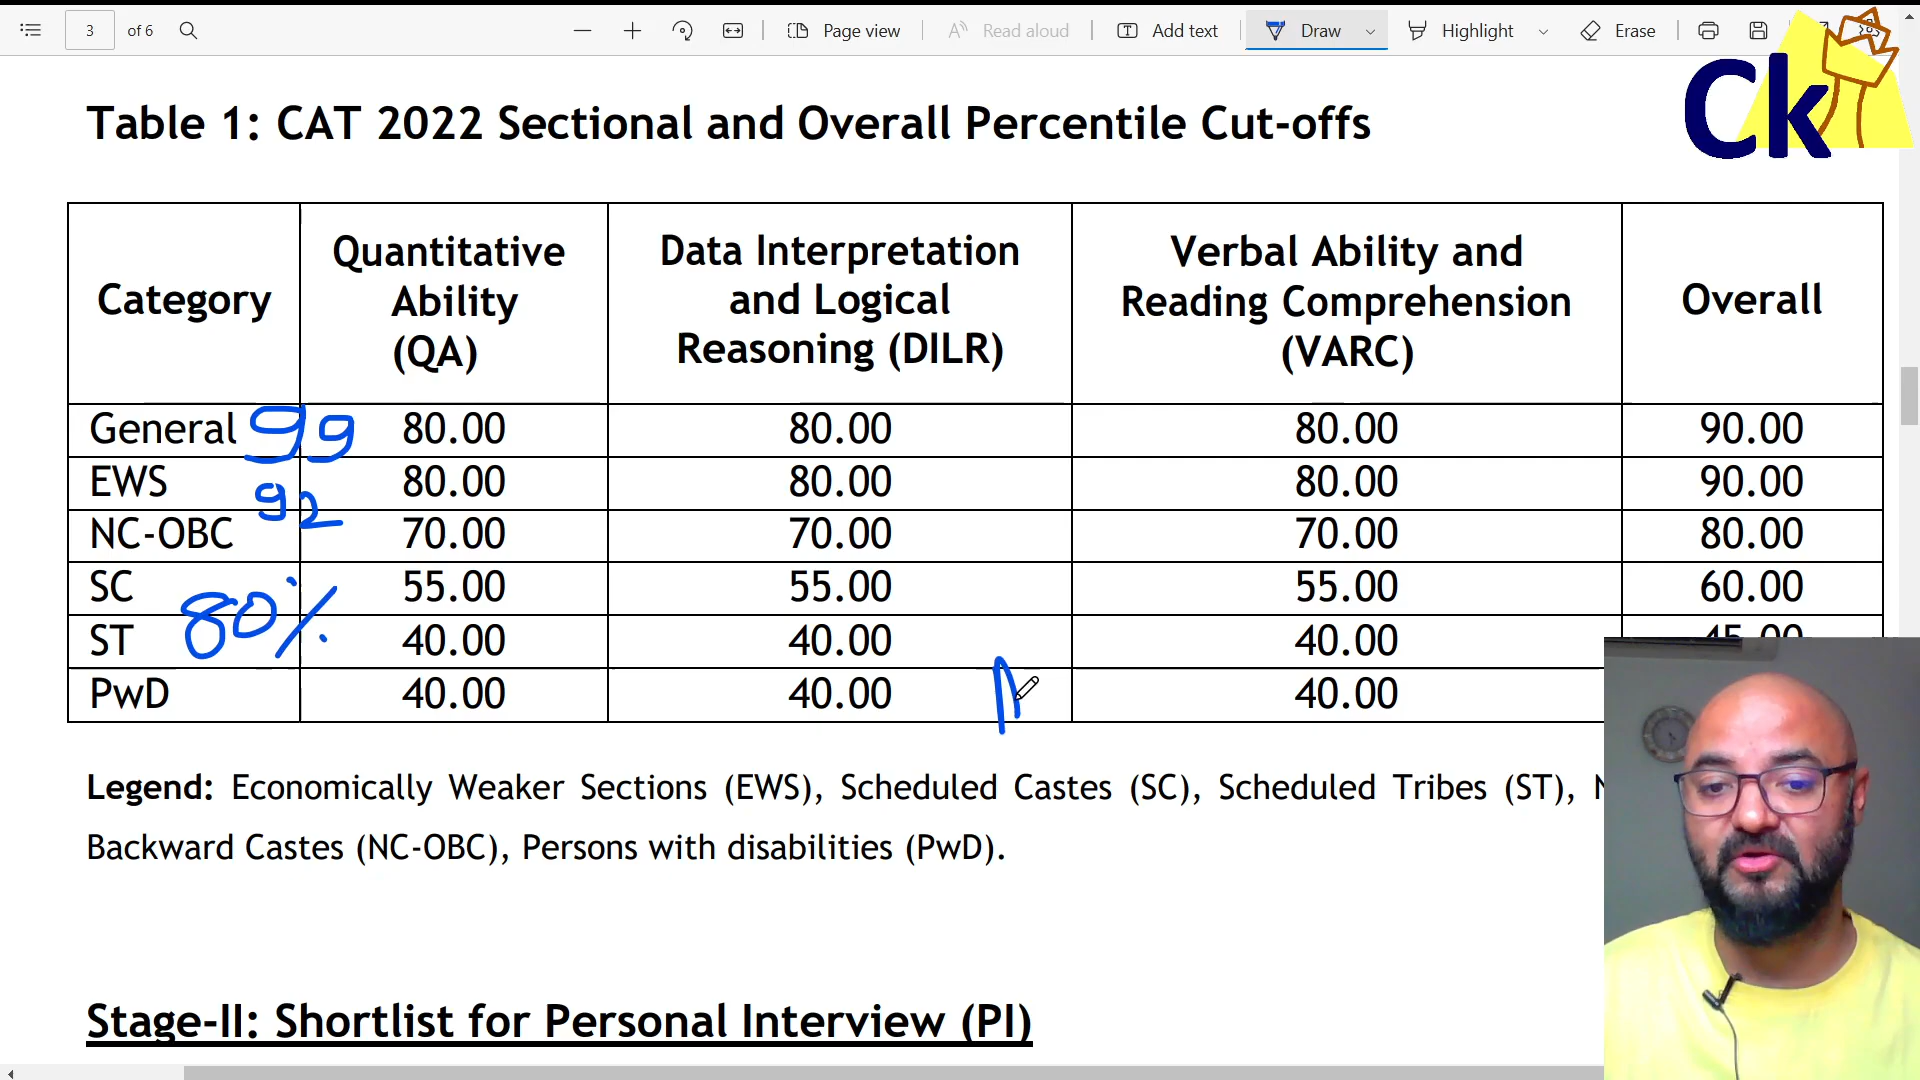 3 of 6 Page view Read aloud Add text Draw Highlight Erase
Ck
Table 1: CAT 2022 Sectional and Overall Percentile Cut-offs
Category
Quantitative
Ability
(QA)
Data Interpretation
and Logical
Reasoning (DILR)
Verbal Ability and
Reading Comprehension
(VARC)
Overall
General 99 80.00 80.00 80.00 90.00
EWS 80.00 80.00 80.00 90.00
92
NC-OBC 70.00 70.00 70.00 80.00
SC 55.00 55.00 55.00 60.00
80%
ST 40.00 40.00 40.00 45.00
PwD 40.00 40.00 40.00
Legend: Economically Weaker Sections (EWS), Scheduled Castes (SC), Scheduled Tribes (ST), N
Backward Castes (NC-OBC), Persons with disabilities (PwD).
Stage-II: Shortlist for Personal Interview (PI)